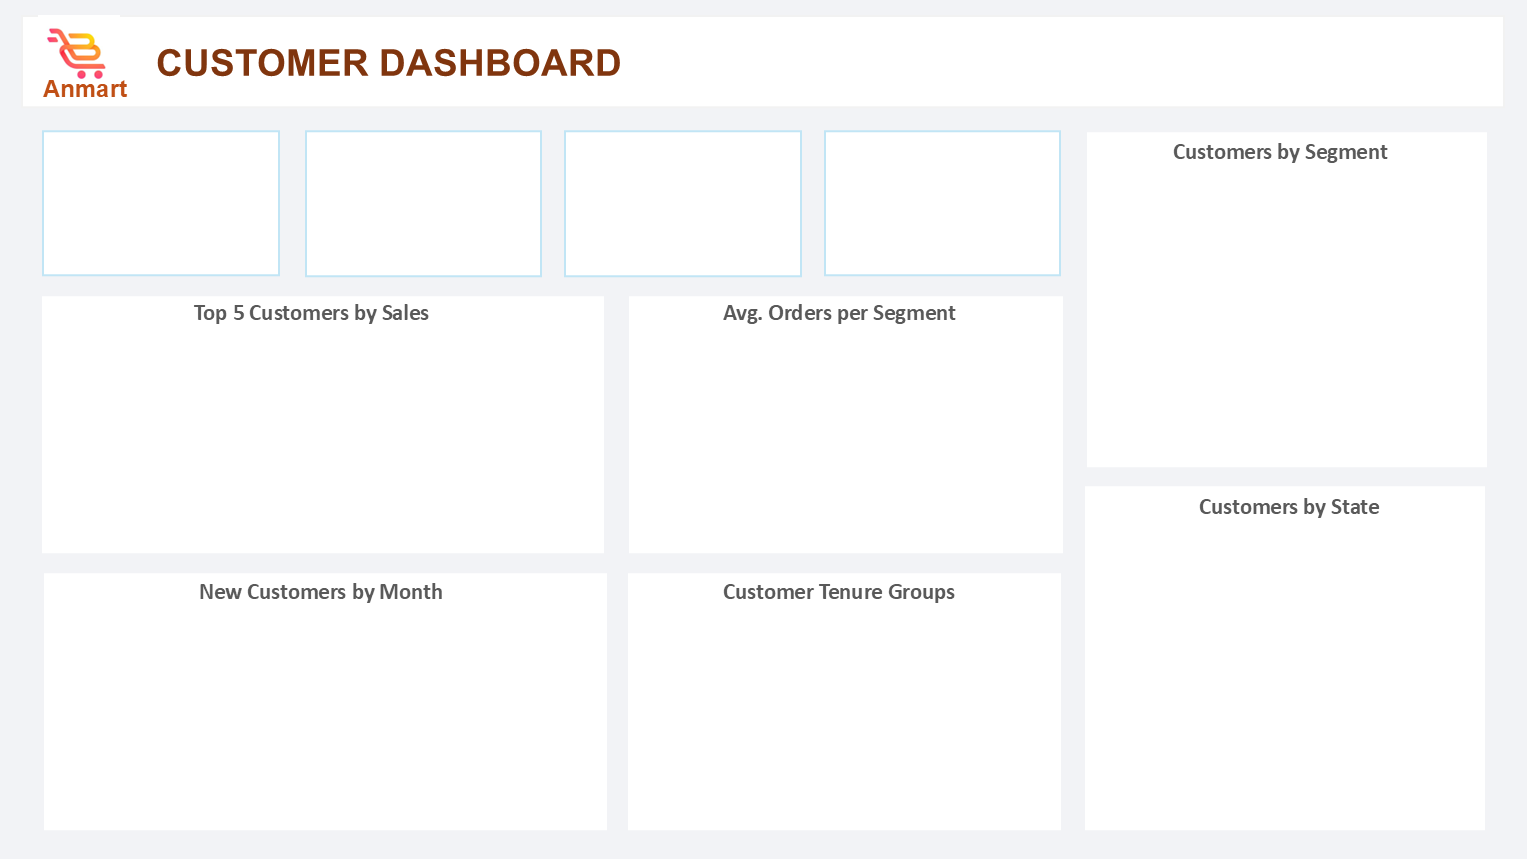 Anmart
CUSTOMER DASHBOARD
Customers by Segment
Top 5 Customers by Sales
Avg. Orders per Segment
Customers by State
New Customers by Month
Customer Tenure Groups